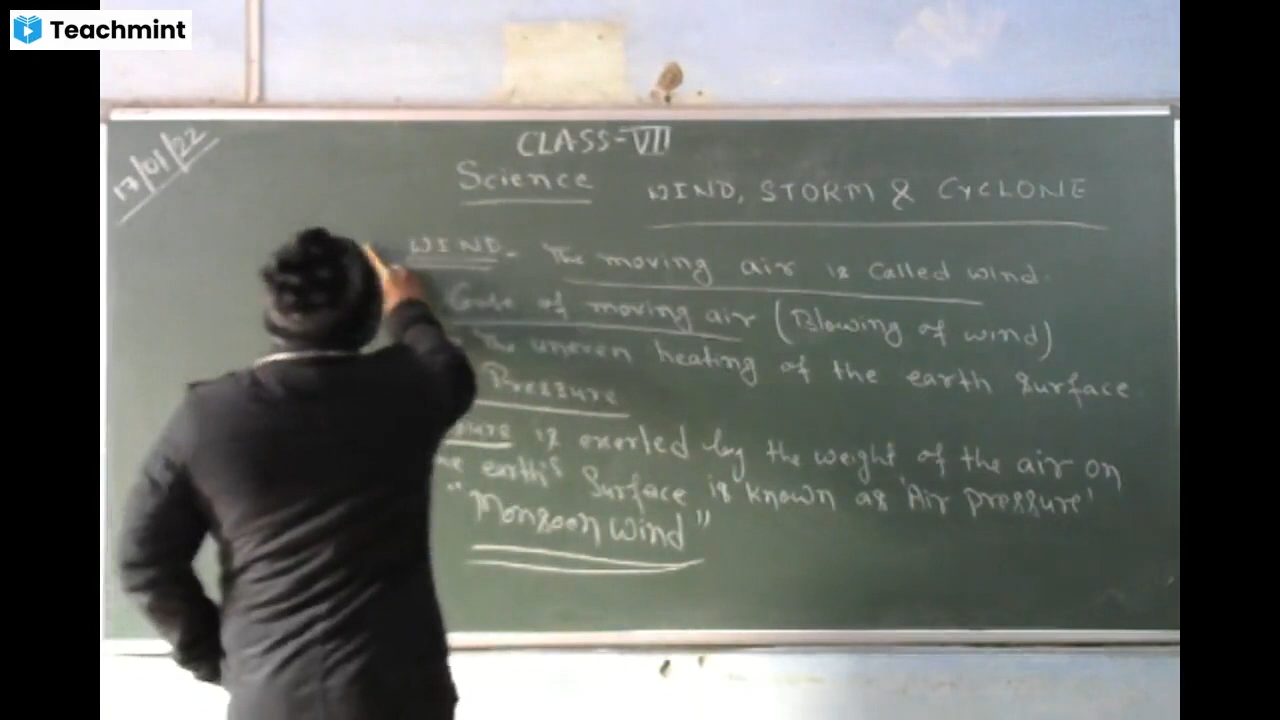 Teachmint
17/01/22
CLASS-VII
Science
WIND, STORM & CYCLONE
WIND - The moving air is called wind.
of moving air (Blowing of wind)
The uneven heating of the earth surface
Pressure
is exerted by the weight of the air on
earth's Surface is known as 'Air pressure'
"Monsoon wind"